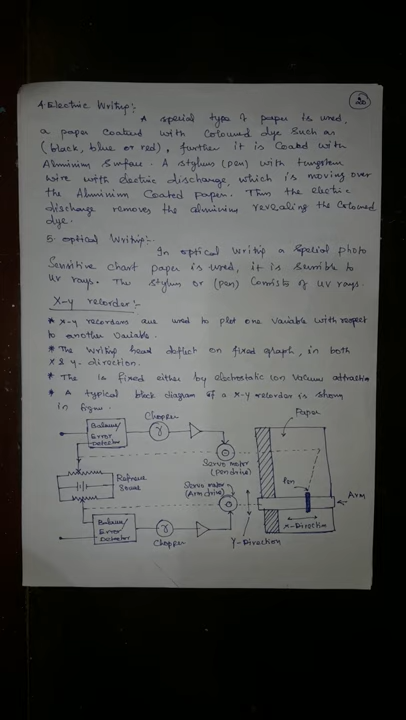 4. Electric Writing:-
A special type of paper is used,
a paper coated with coloured dye such as
(black, blue or red), further it is coated with
Alminium surface. A stylus (pen) with tungsten
wire with electric discharge, which is moving over
the Alminium coated paper. Thus the electric
discharge removes the alminium revealing the coloured
dye.
5. optical Writing:-
In optical writing a special photo
sensitive chart paper is used, it is sensible to
UV rays. The stylus or (pen) consists of UV rays.
X-y recorder:-
* x-y recorders are used to plot one variable with respect
to another variable.
* The writing head deflect on fixed graph, in both
x & y- direction.
* The is fixed either by electrostatic ion vacuum attraction
* A typical block diagram of a x-y recorder is shown
in figure.
Chopper
Balance/
Error
Detector
Paper
Servo motor
(Pen drive)
Servo motor
(Arm drive)
Pen
Arm
x-Direction
Y-Direction
Balance/
Error
Detector
Chopper